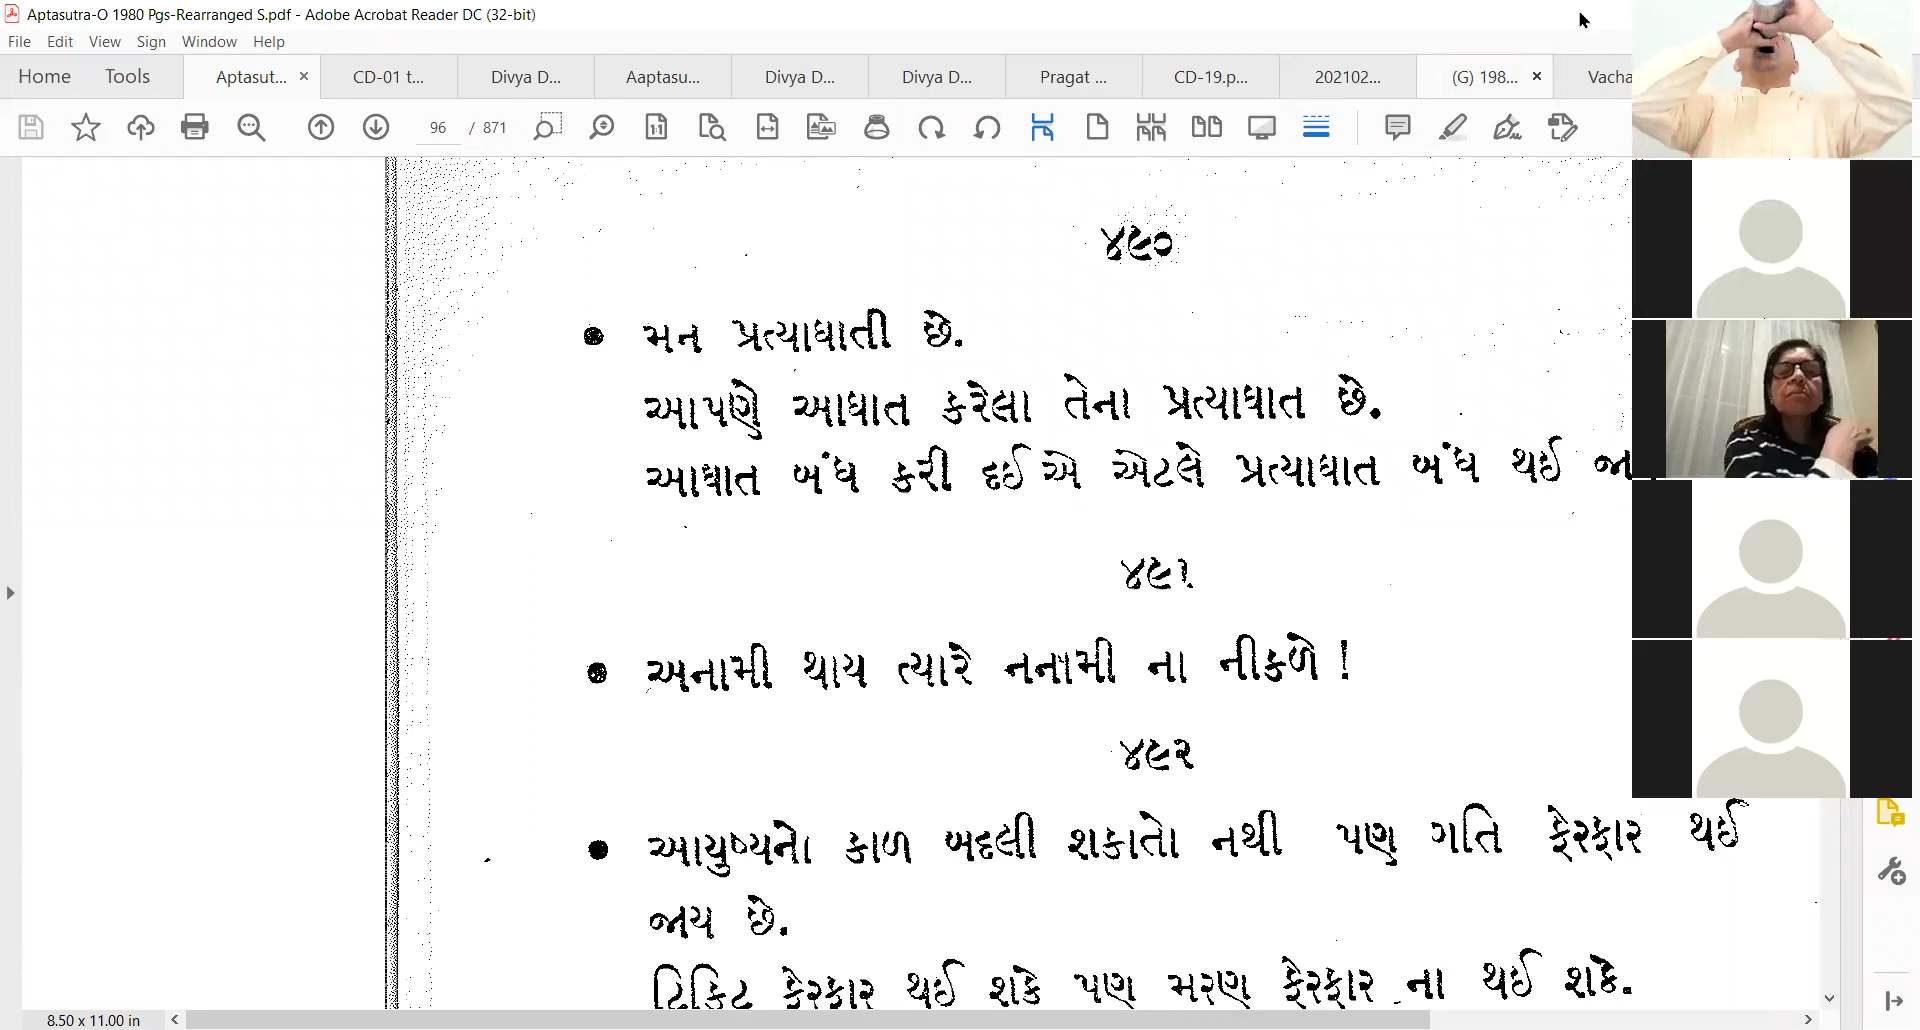 Aptasutra-O 1980 Pgs-Rearranged S.pdf - Adobe Acrobat Reader DC (32-bit)
File Edit View Sign Window Help
Home Tools Aptasut... × CD-01 t... Divya D... Aaptasu... Divya D... Divya D... Pragat ... CD-19.p... 202102... (G) 198... × Vacha
96 / 871
૪૯૦
મન પ્રત્યાઘાતી છે.
આપણે આઘાત કરેલા તેના પ્રત્યાઘાત છે.
આઘાત બંધ કરી દઈએ એટલે પ્રત્યાઘાત બંધ થઈ
૪૯૧
અનામી થાય ત્યારે નનામી ના નીકળે !
૪૯૨
આયુષ્યનો કાળ બદલી શકાતો નથી પણ ગતિ ફેરફાર થઈ
જાય છે.
ટિકિટ ફેરફાર થઈ શકે પણ મરણ ફેરફાર ના થઈ શકે.
8.50 x 11.00 in